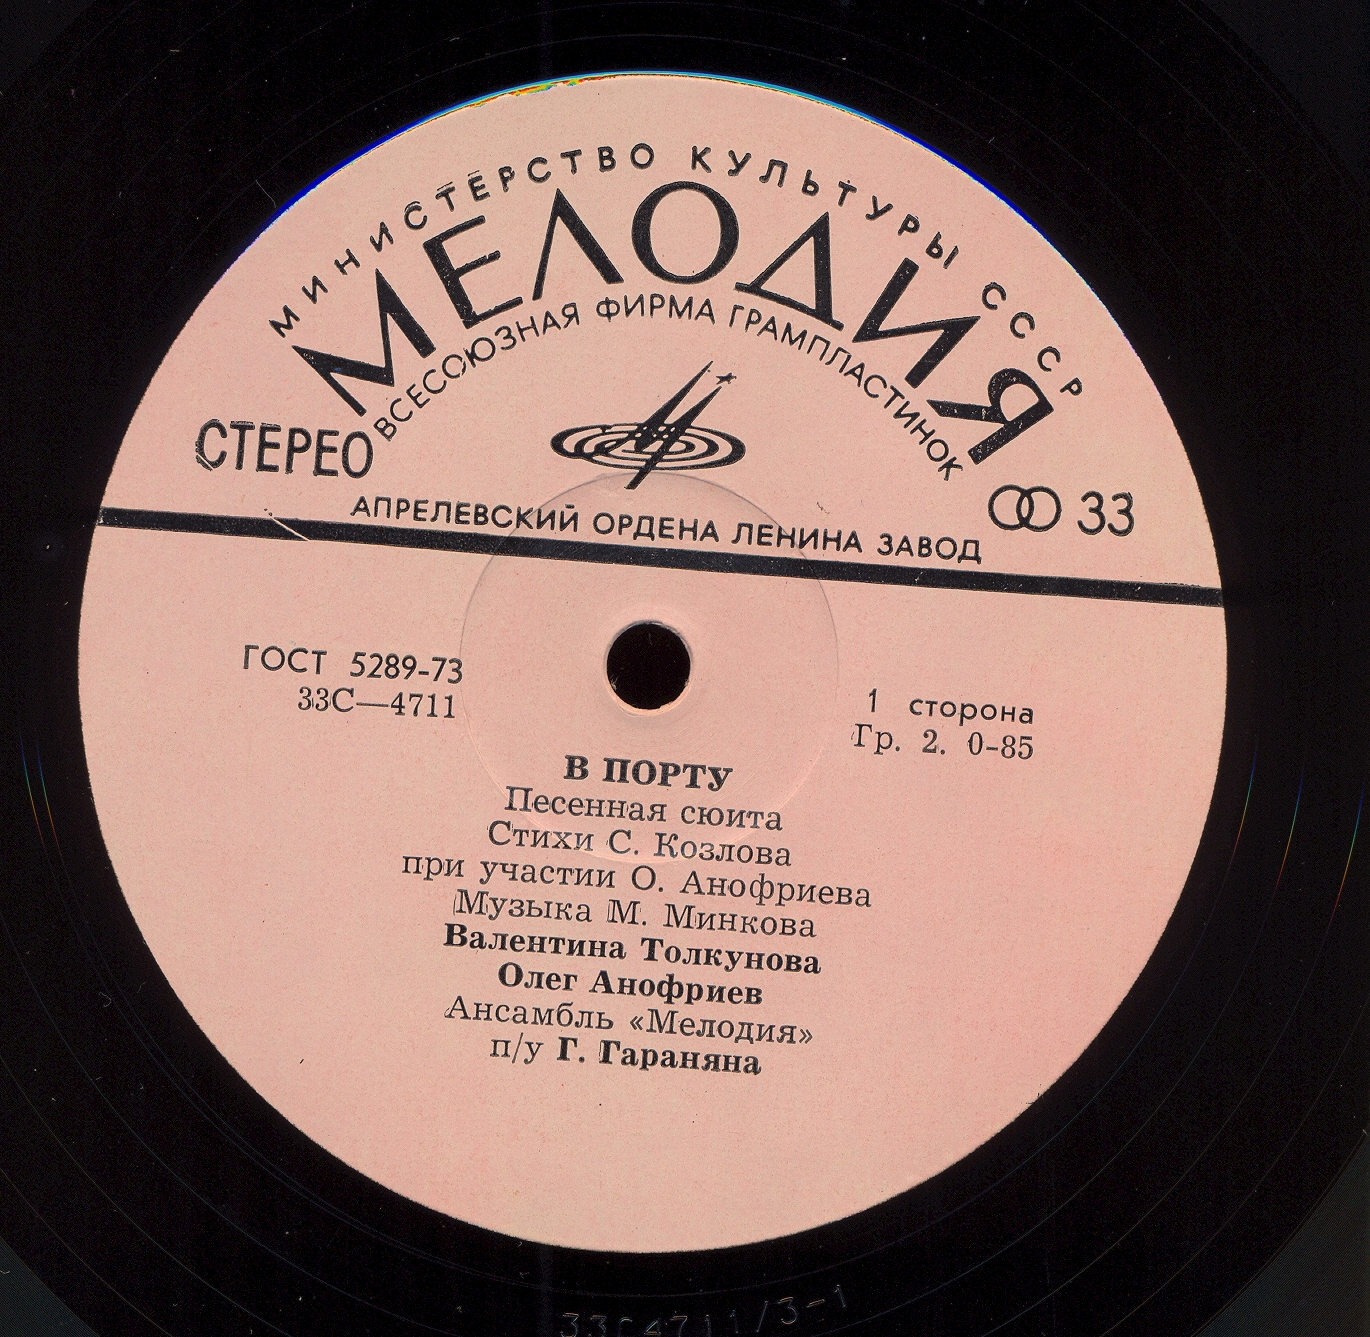 МИНИСТЕРСТВО КУЛЬТУРЫ СССР
МЕЛОДИЯ
ВСЕСОЮЗНАЯ ФИРМА ГРАМПЛАСТИНОК
СТЕРЕО
33
АПРЕЛЕВСКИЙ ОРДЕНА ЛЕНИНА ЗАВОД
ГОСТ 5289-73
33С—4711
1 сторона
Гр. 2. 0-85
В ПОРТУ
Песенная сюита
Стихи С. Козлова
при участии О. Анофриева
Музыка М. Минкова
Валентина Толкунова
Олег Анофриев
Ансамбль «Мелодия»
п/у Г. Гараняна
33С4711/3-1